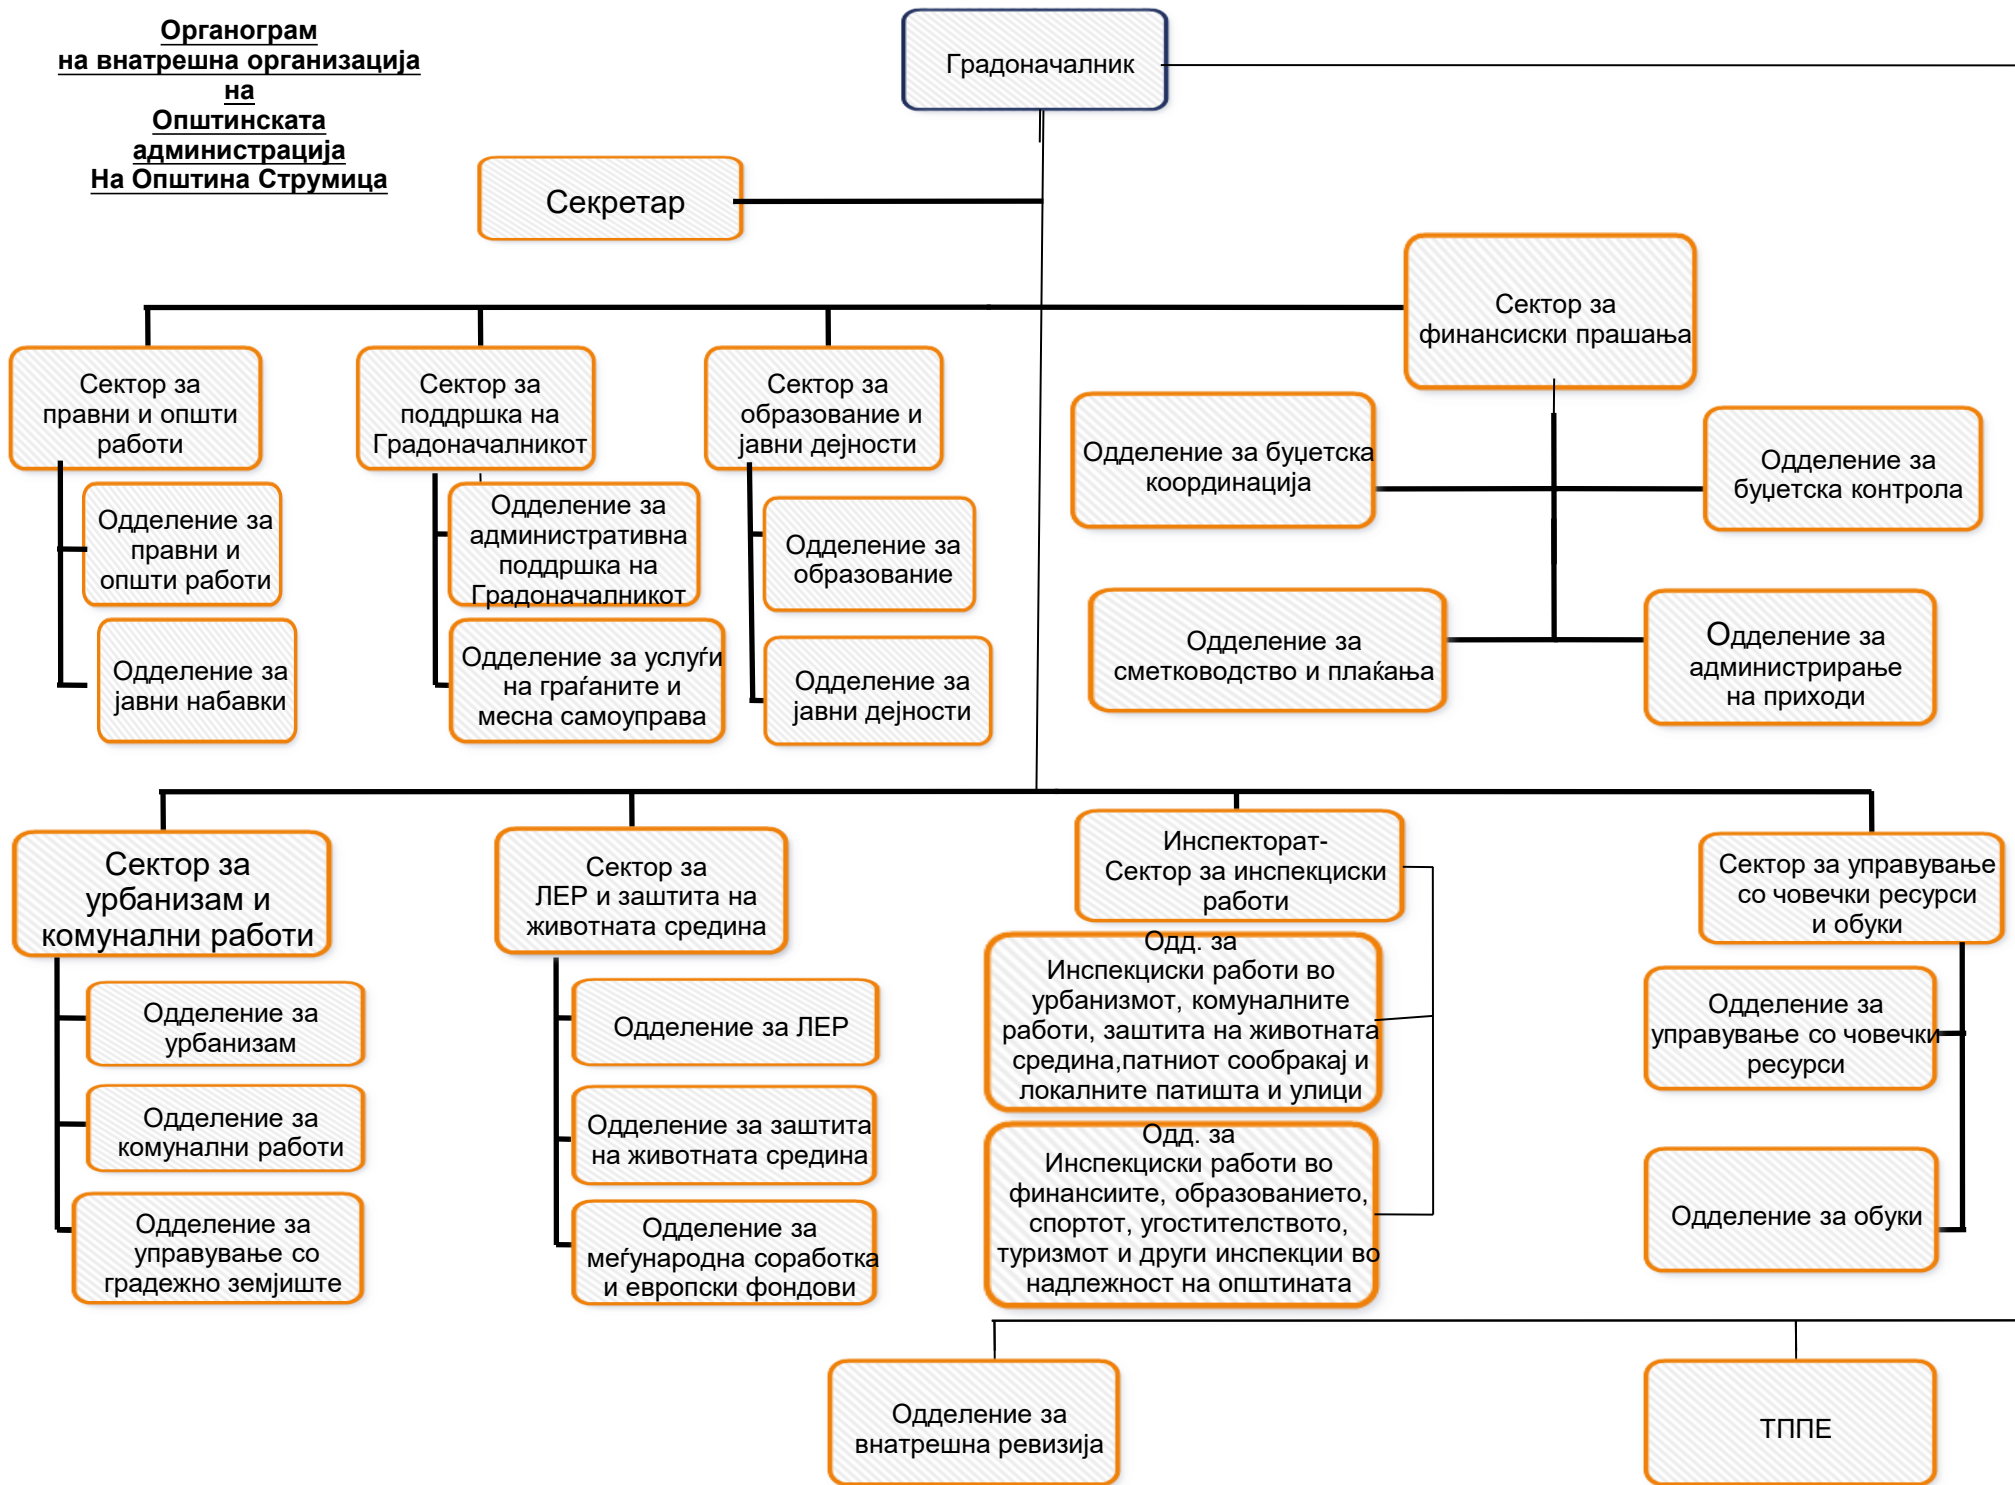 Органограм
на внатрешна организација
на
Општинската
администрација
На Општина Струмица
Градоначалник
Секретар
Сектор за
финансиски прашања
Сектор за
правни и општи
работи
Сектор за
поддршка на
Градоначалникот
Сектор за
образование и
јавни дејности
Одделение за буџетска
координација
Одделение за
буџетска контрола
Одделение за
правни и
општи работи
Одделение за
административна
поддршка на
Градоначалникот
Одделение за
образование
Одделение за
сметководство и плаќања
Одделение за
администрирање
на приходи
Одделение за
јавни набавки
Одделение за услуѓи
на граѓаните и
месна самоуправа
Одделение за
јавни дејности
Сектор за
урбанизам и
комунални работи
Сектор за
ЛЕР и заштита на
животната средина
Инспекторат-
Сектор за инспекциски
работи
Сектор за управување
со човечки ресурси
и обуки
Одделение за
урбанизам
Одделение за
комунални работи
Одделение за
управување со
градежно земјиште
Одделение за ЛЕР
Одделение за заштита
на животната средина
Одделение за
меѓународна соработка
и европски фондови
Одд. за
Инспекциски работи во
урбанизмот, комуналните
работи, заштита на животната
средина,патниот сообракај и
локалните патишта и улици
Одд. за
Инспекциски работи во
финансиите, образованието,
спортот, угостителството,
туризмот и други инспекции во
надлежност на општината
Одделение за
управување со човечки
ресурси
Одделение за обуки
Одделение за
внатрешна ревизија
ТППЕ